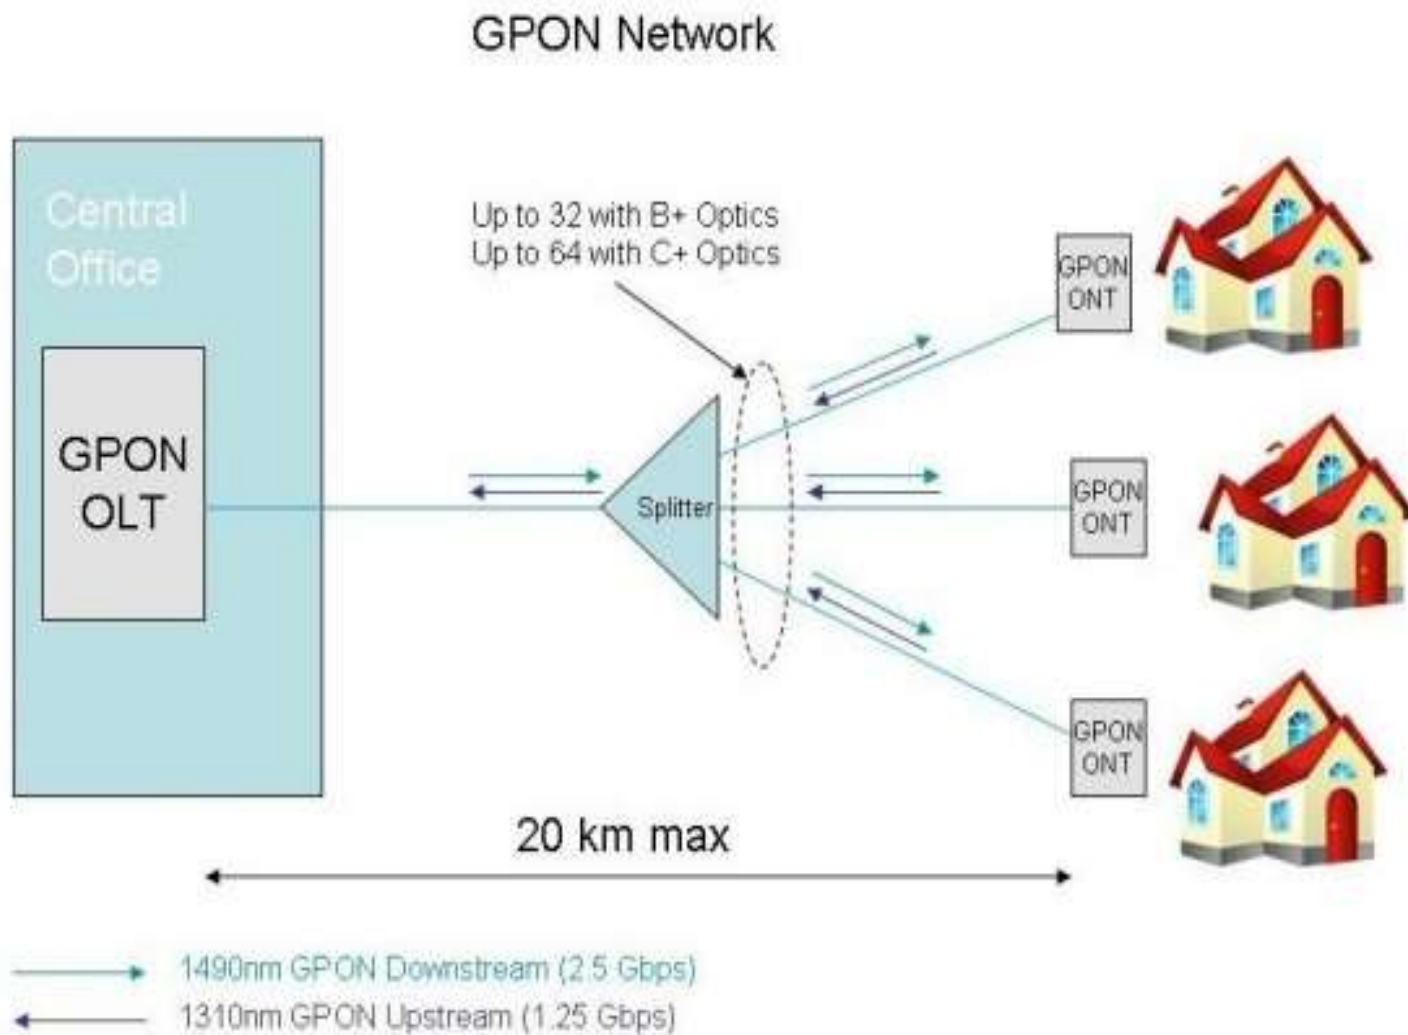 GPON Network
Central
Office
Up to 32 with B+ Optics
Up to 64 with C+ Optics
GPON
ONT
GPON
OLT
Splitter
GPON
ONT
GPON
ONT
20 km max
1490nm GPON Downstream (2.5 Gbps)
1310nm GPON Upstream (1.25 Gbps)